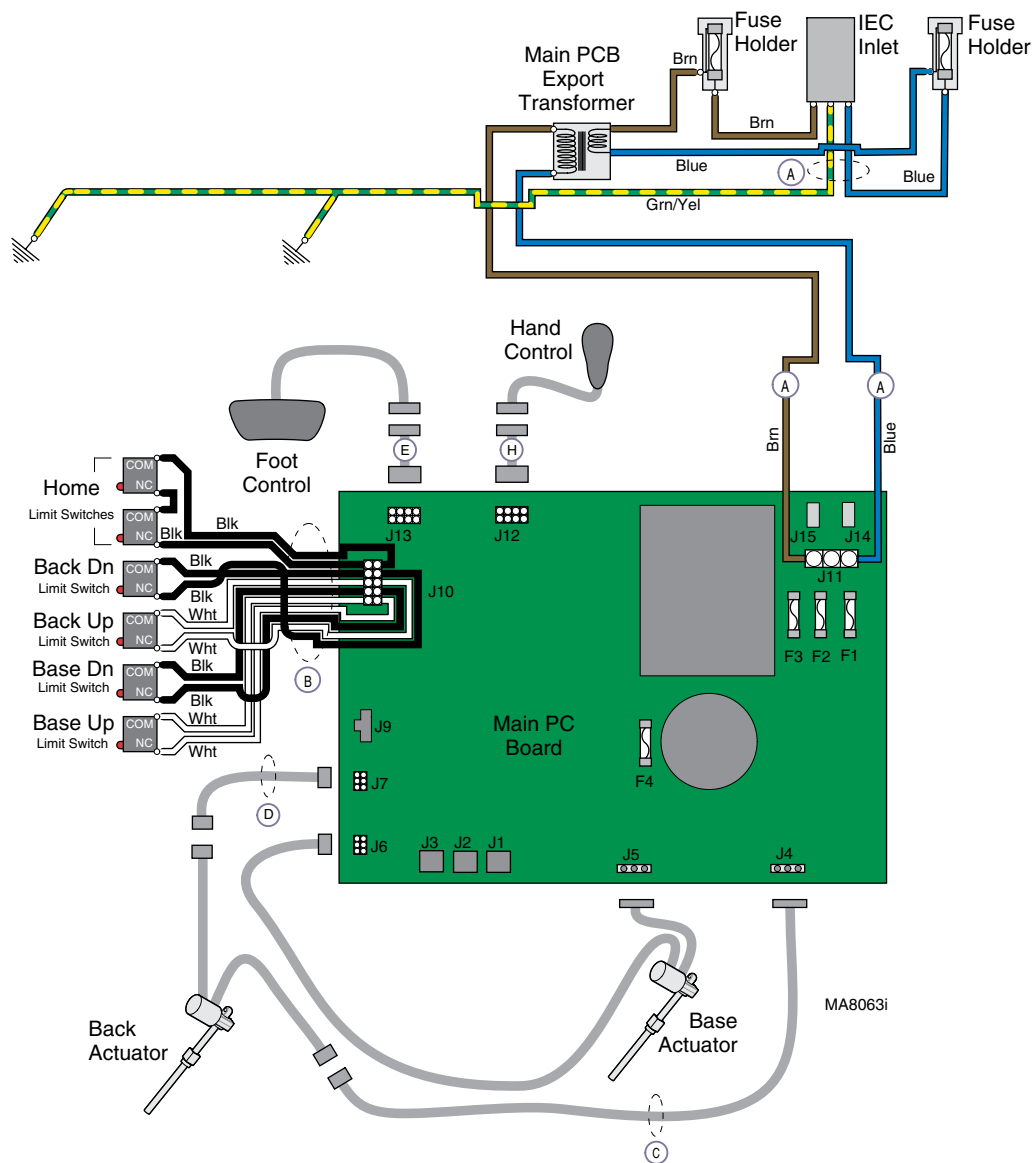 Fuse
Holder
IEC
Inlet
Fuse
Holder
Main PCB
Export
Transformer
Brn
Brn
Blue
A
Blue
Grn/Yel
Hand
Control
A
A
Brn
Blue
E
H
Foot
Control
COM
NC
Home
Limit Switches
COM
NC
Blk
Blk
J13
J12
J15
J14
J11
Back Dn
Limit Switch
COM
NC
Blk
Blk
J10
Back Up
Limit Switch
COM
NC
Wht
Wht
F3
F2
F1
Base Dn
Limit Switch
COM
NC
Blk
Blk
B
Base Up
Limit Switch
COM
NC
Wht
Wht
J9
Main PC
Board
F4
J7
D
J6
J3
J2
J1
J5
J4
MA8063i
Back
Actuator
Base
Actuator
C